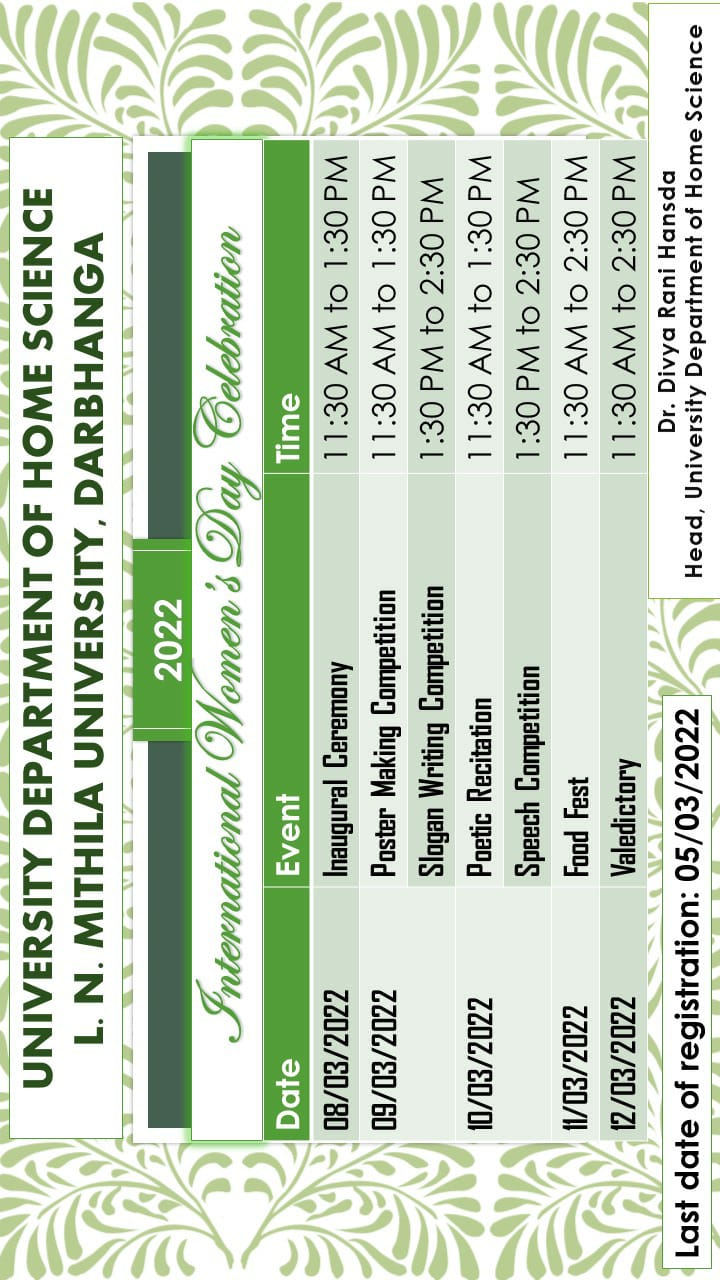 UNIVERSITY DEPARTMENT OF HOME SCIENCE
L. N. MITHILA UNIVERSITY, DARBHANGA
2022
International Women's Day Celebration
Date Event Time
08/03/2022 Inaugural Ceremony 11:30 AM to 1:30 PM
09/03/2022 Poster Making Competition 11:30 AM to 1:30 PM
Slogan Writing Competition 1:30 PM to 2:30 PM
10/03/2022 Poetic Recitation 11:30 AM to 1:30 PM
Speech Competition 1:30 PM to 2:30 PM
11/03/2022 Food Fest 11:30 AM to 2:30 PM
12/03/2022 Valedictory 11:30 AM to 2:30 PM
Last date of registration: 05/03/2022
Dr. Divya Rani Hansda
Head, University Department of Home Science